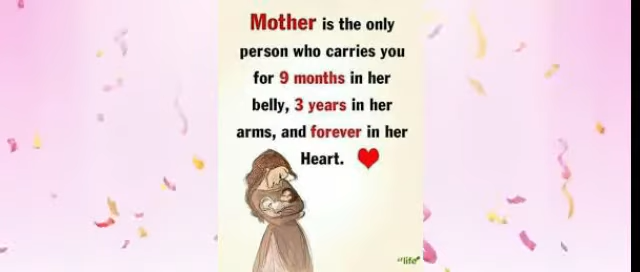 Mother is the only
person who carries you
for 9 months in her
belly, 3 years in her
arms, and forever in her
Heart.
life